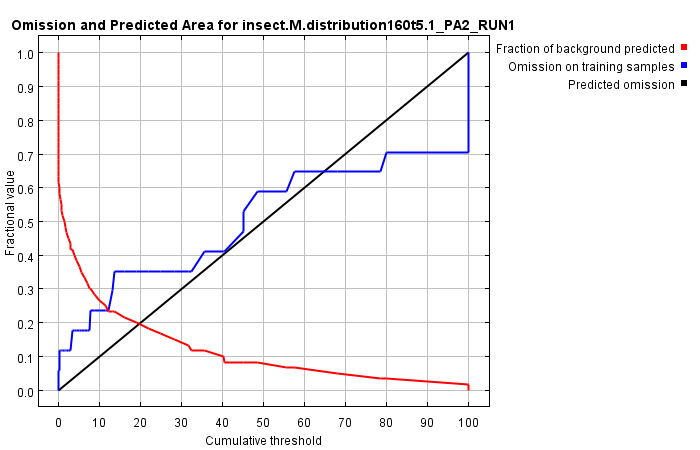 Omission and Predicted Area for insect.M.distribution160t5.1_PA2_RUN1
Fraction of background predicted
Omission on training samples
Predicted omission
Fractional value
1.0
0.9
0.8
0.7
0.6
0.5
0.4
0.3
0.2
0.1
0.0
0 10 20 30 40 50 60 70 80 90 100
Cumulative threshold